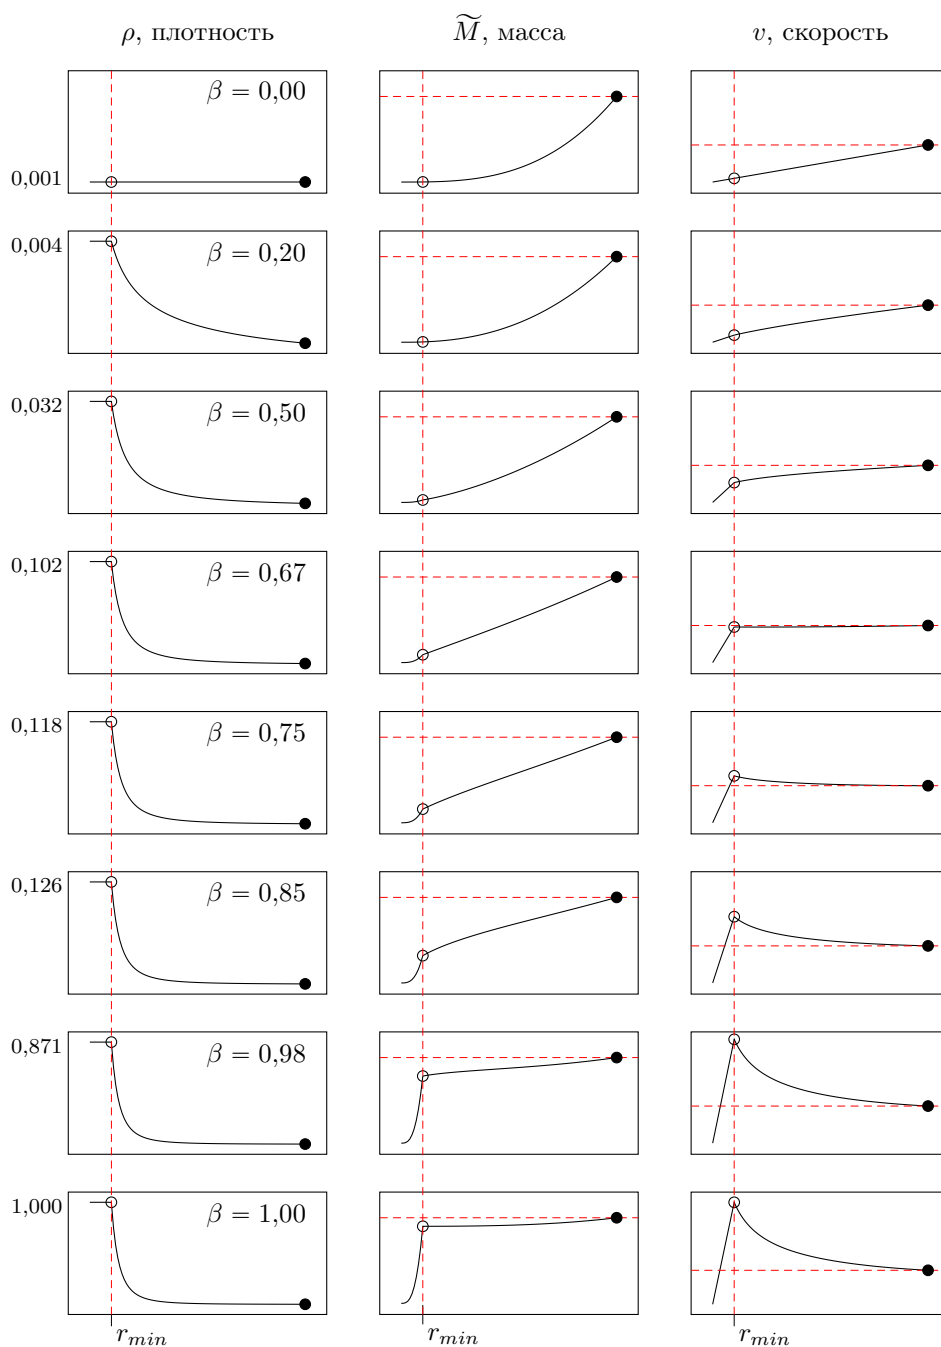 ρ, плотность
M̃, масса
v, скорость
β = 0,00
0,001
0,004
β = 0,20
0,032
β = 0,50
0,102
β = 0,67
0,118
β = 0,75
0,126
β = 0,85
0,871
β = 0,98
1,000
β = 1,00
r_min
r_min
r_min